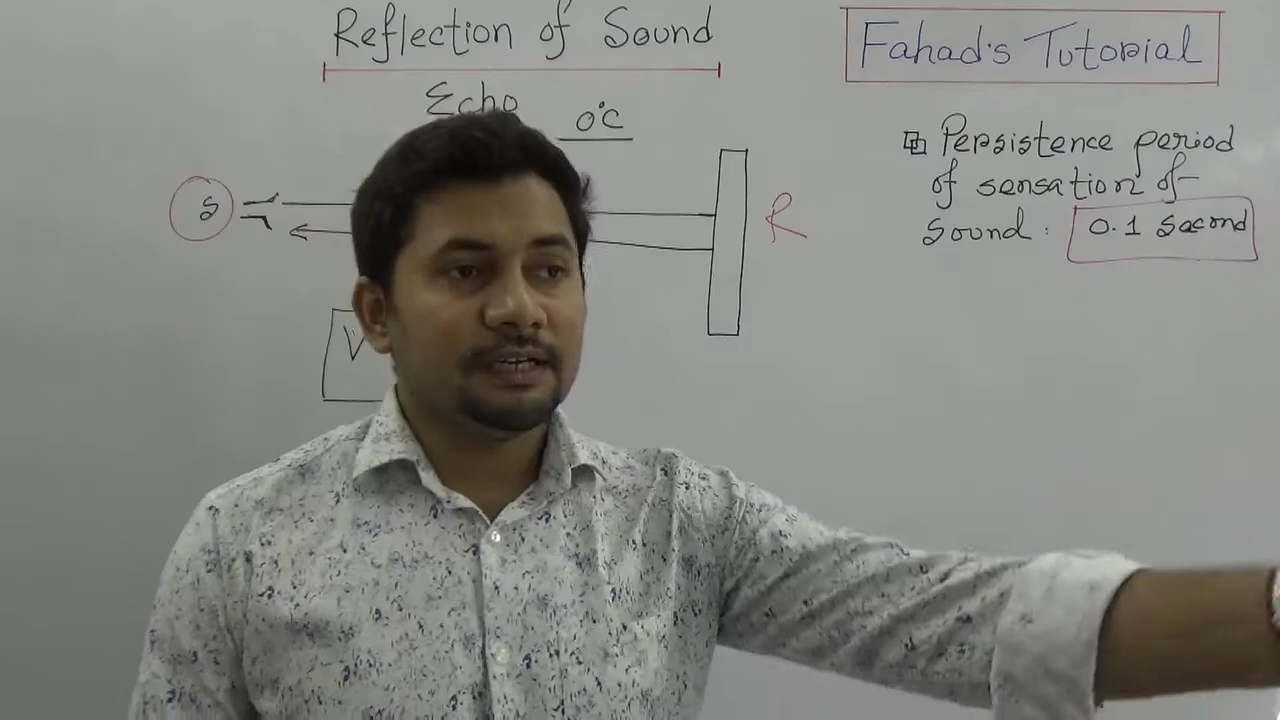 Reflection of Sound
Echo
0°C
S
R
V
Fahad's Tutorial
Persistence period
of sensation of
Sound: 0.1 Second